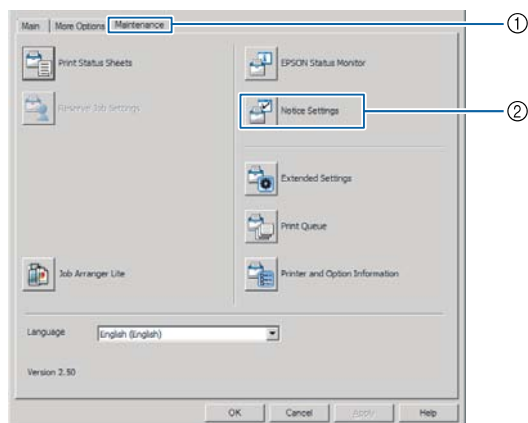 Main More Options Maintenance
①
Print Status Sheets
EPSON Status Monitor
Reserve Job Settings
Notice Settings
②
Extended Settings
Print Queue
Job Arranger Lite
Printer and Option Information
Language English (English)
Version 2.50
OK Cancel Apply Help